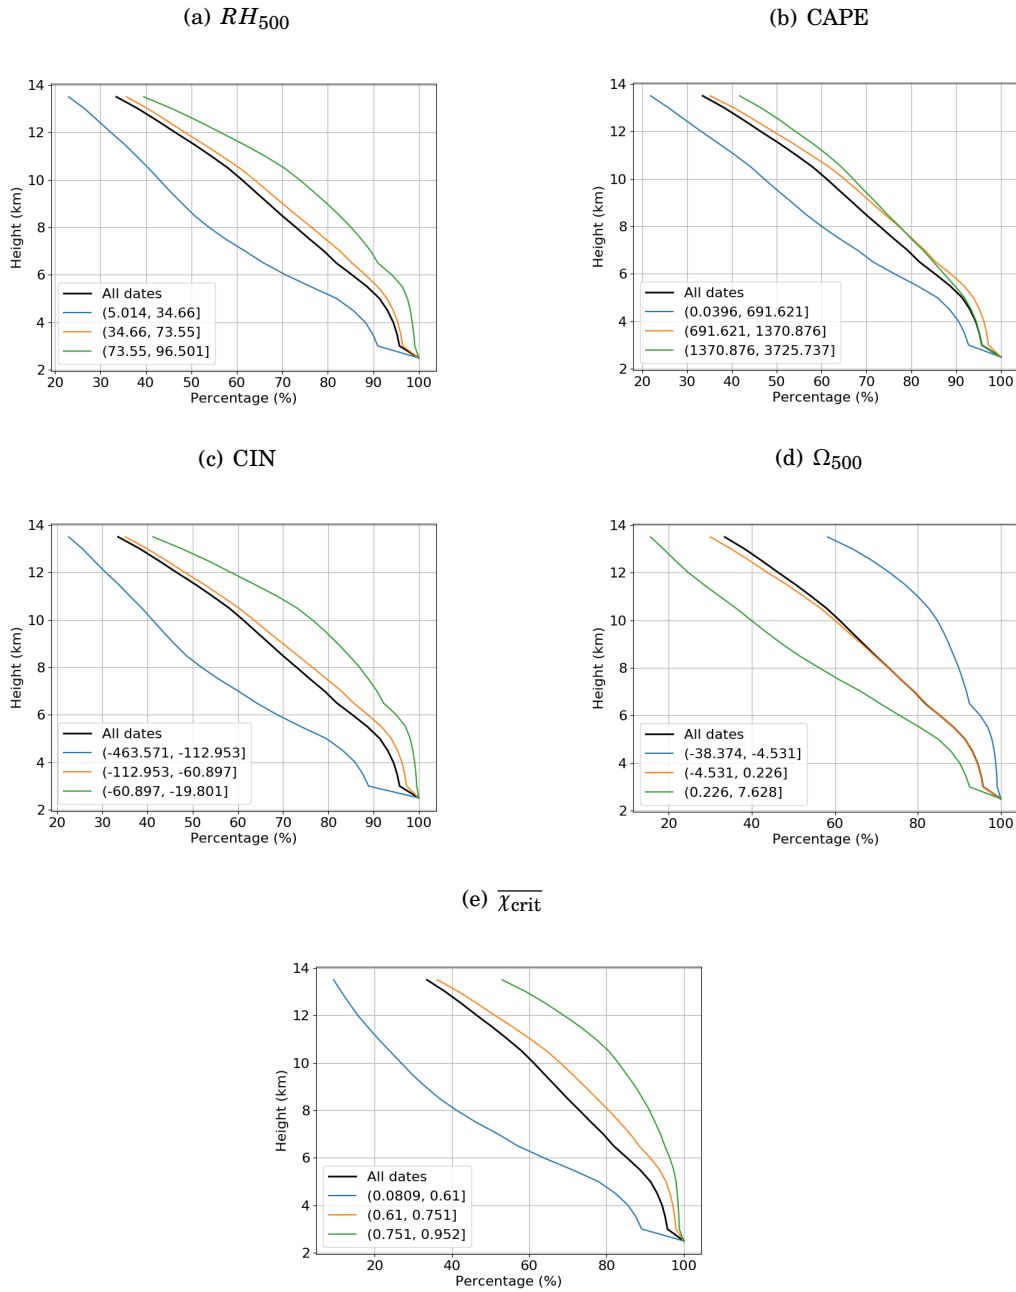 (a) RH500
14
12
10
8
6
4
2
Height (km)
All dates
(5.014, 34.66]
(34.66, 73.55]
(73.55, 96.501]
20 30 40 50 60 70 80 90 100
Percentage (%)
(b) CAPE
14
12
10
8
6
4
2
Height (km)
All dates
(0.0396, 691.621]
(691.621, 1370.876]
(1370.876, 3725.737]
20 30 40 50 60 70 80 90 100
Percentage (%)
(c) CIN
14
12
10
8
6
4
2
Height (km)
All dates
(-463.571, -112.953]
(-112.953, -60.897]
(-60.897, -19.801]
20 30 40 50 60 70 80 90 100
Percentage (%)
(d) Ω500
14
12
10
8
6
4
2
Height (km)
All dates
(-38.374, -4.531]
(-4.531, 0.226]
(0.226, 7.628]
20 40 60 80 100
Percentage (%)
(e) χcrit
14
12
10
8
6
4
2
Height (km)
All dates
(0.0809, 0.61]
(0.61, 0.751]
(0.751, 0.952]
20 40 60 80 100
Percentage (%)